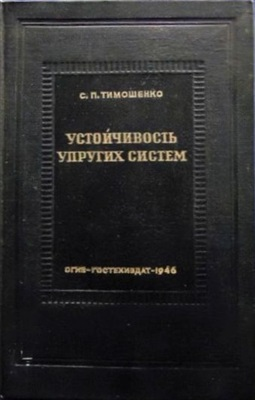 С. П. ТИМОШЕНКО
УСТОЙЧИВОСТЬ
УПРУГИХ СИСТЕМ
ОГИЗ-ГОСТЕХИЗДАТ-1946